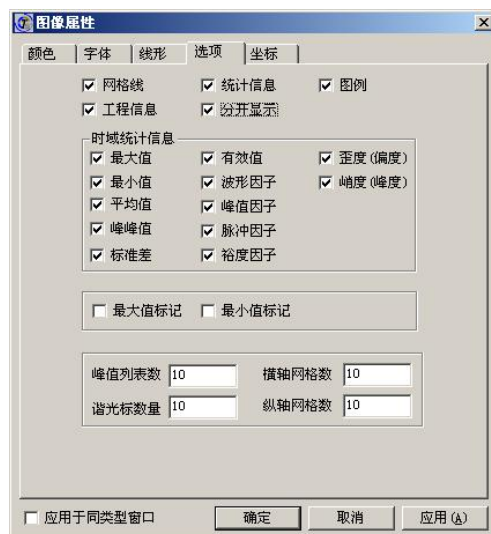 图像属性
颜色 字体 线形 选项 坐标
网格线 统计信息 图例
工程信息 分开显示
时域统计信息
最大值 有效值 歪度(偏度)
最小值 波形因子 峭度(峰度)
平均值 峰值因子
峰峰值 脉冲因子
标准差 裕度因子
最大值标记 最小值标记
峰值列表数 10 横轴网格数 10
谐光标数量 10 纵轴网格数 10
应用于同类型窗口 确定 取消 应用(A)